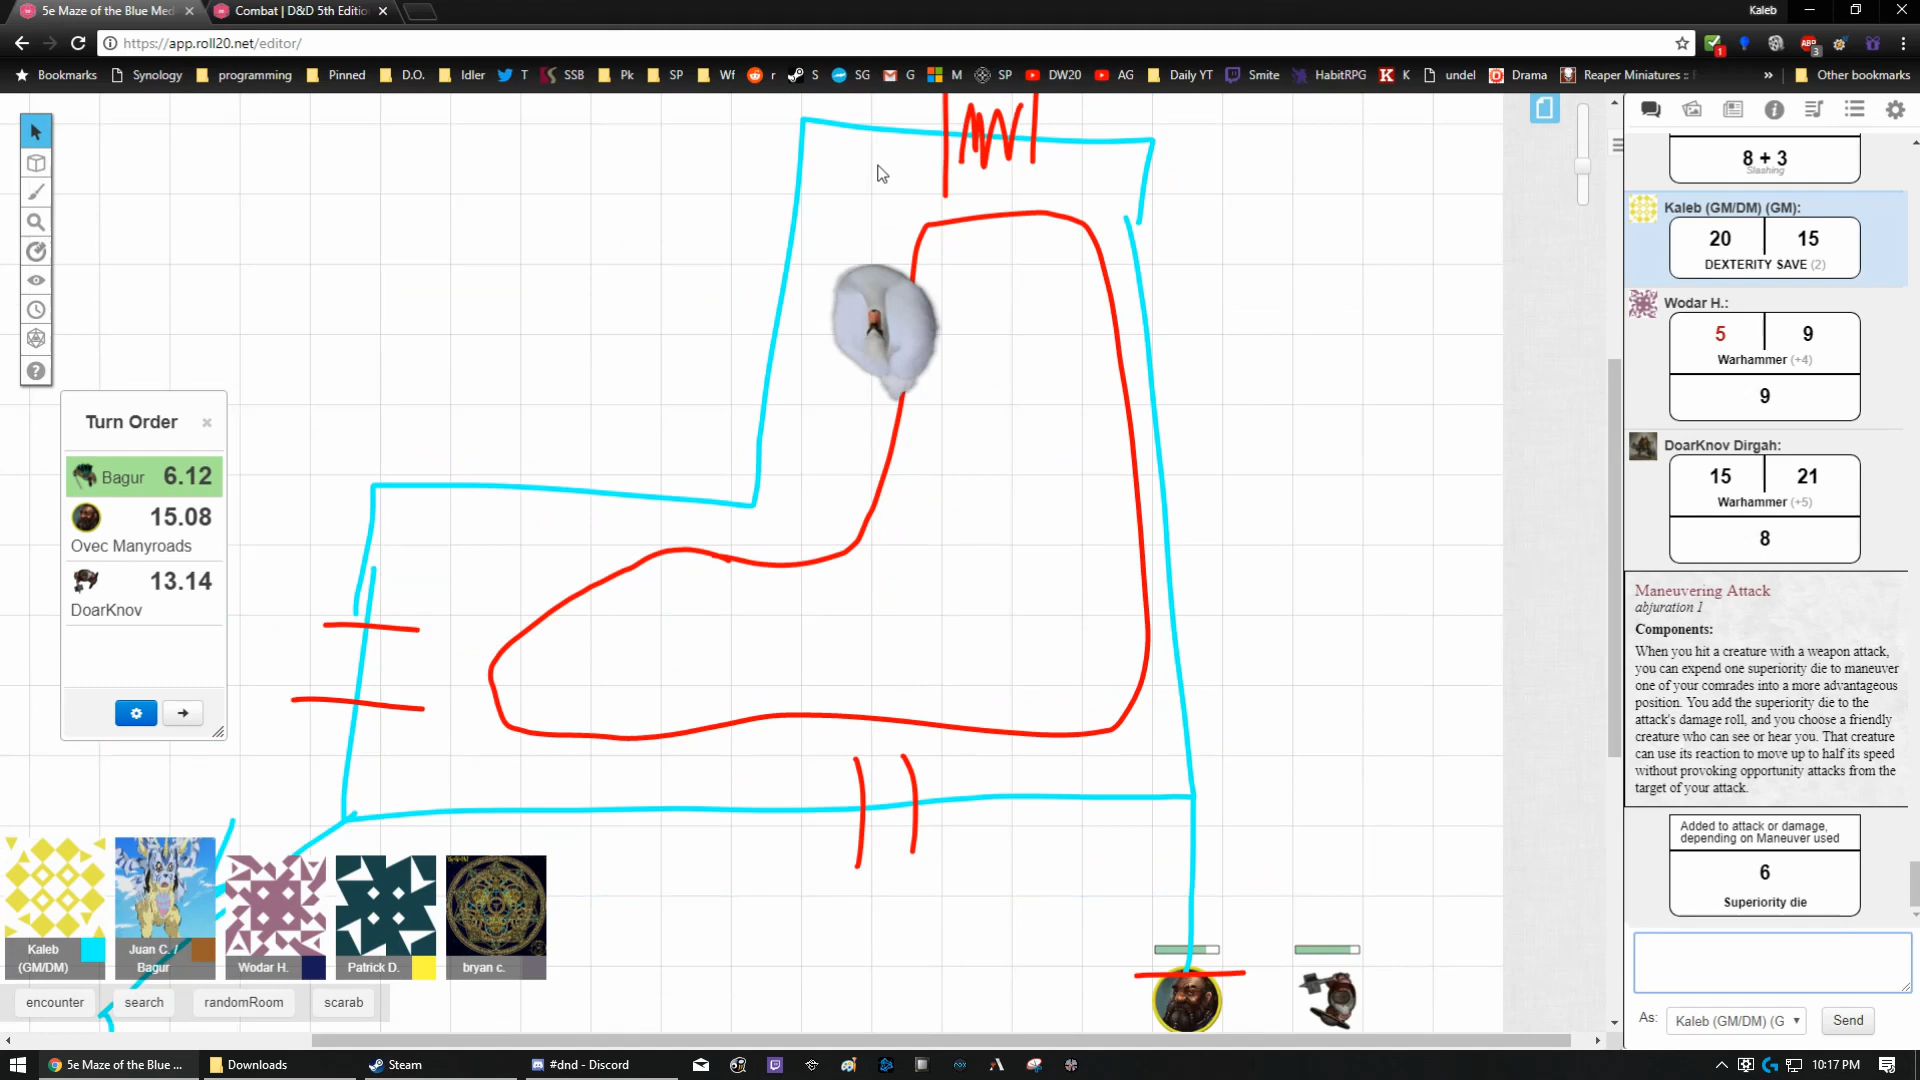 5e Maze of the Blue Med
Combat | D&D 5th Editio
Kaleb
https://app.roll20.net/editor/
Bookmarks
Synology
programming
Pinned
D.O.
Idler
T
SSB
Pk
SP
Wf
r
S
SG
G
M
SP
DW20
AG
Daily YT
Smite
HabitRPG
K
undel
Drama
Reaper Miniatures ::
»
Other bookmarks
8 + 3
Slashing
Kaleb (GM/DM) (GM):
20 15
DEXTERITY SAVE (2)
Wodar H.:
5 9
Warhammer (+4)
9
DoarKnov Dirgah:
15 21
Warhammer (+5)
8
Maneuvering Attack
abjuration 1
Components:
When you hit a creature with a weapon attack,
you can expend one superiority die to maneuver
one of your comrades into a more advantageous
position. You add the superiority die to the
attack's damage roll, and you choose a friendly
creature who can see or hear you. That creature
can use its reaction to move up to half its speed
without provoking opportunity attacks from the
target of your attack.
Added to attack or damage,
depending on Maneuver used
6
Superiority die
As:
Kaleb (GM/DM) (G
Send
Turn Order
Bagur 6.12
15.08
Ovec Manyroads
13.14
DoarKnov
Kaleb
(GM/DM)
Juan C. /
Bagur
Wodar H.
Patrick D.
bryan c.
encounter
search
randomRoom
scarab
5e Maze of the Blue ...
Downloads
Steam
#dnd - Discord
10:17 PM